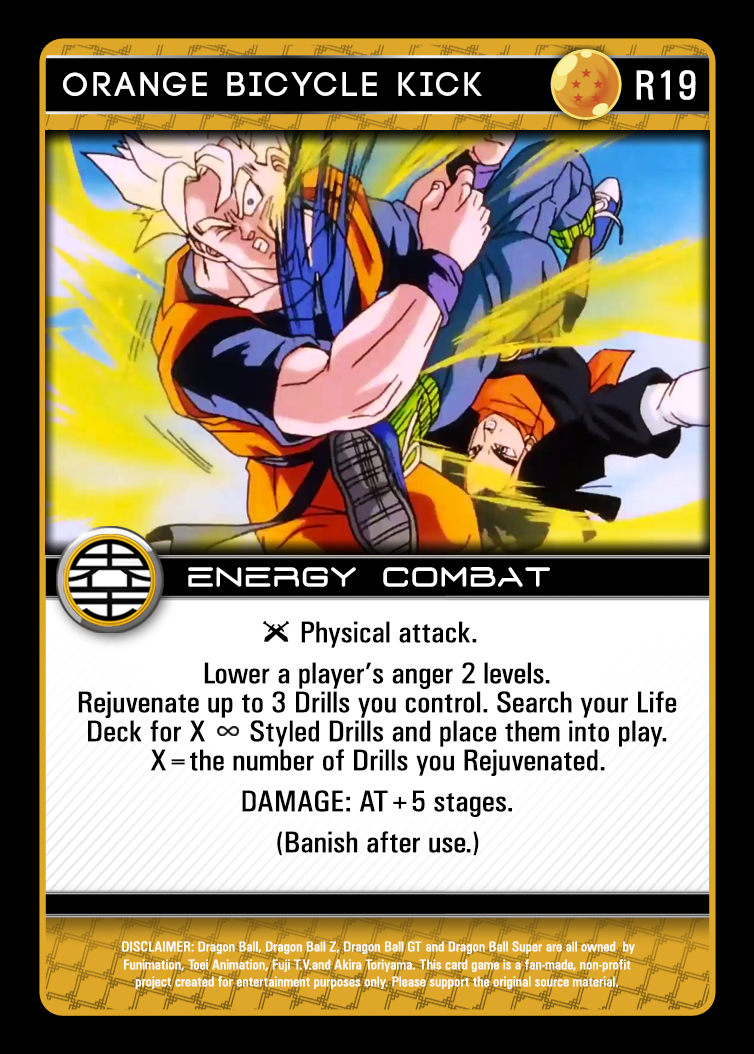 ORANGE BICYCLE KICK
R19
ENERGY COMBAT
Physical attack.
Lower a player's anger 2 levels.
Rejuvenate up to 3 Drills you control. Search your Life
Deck for X ∞ Styled Drills and place them into play.
X=the number of Drills you Rejuvenated.
DAMAGE: AT+5 stages.
(Banish after use.)
DISCLAIMER: Dragon Ball, Dragon Ball Z, Dragon Ball GT and Dragon Ball Super are all owned by
Funimation, Toei Animation, Fuji T.V.and Akira Toriyama. This card game is a fan-made, non-profit
project created for entertainment purposes only. Please support the original source material.